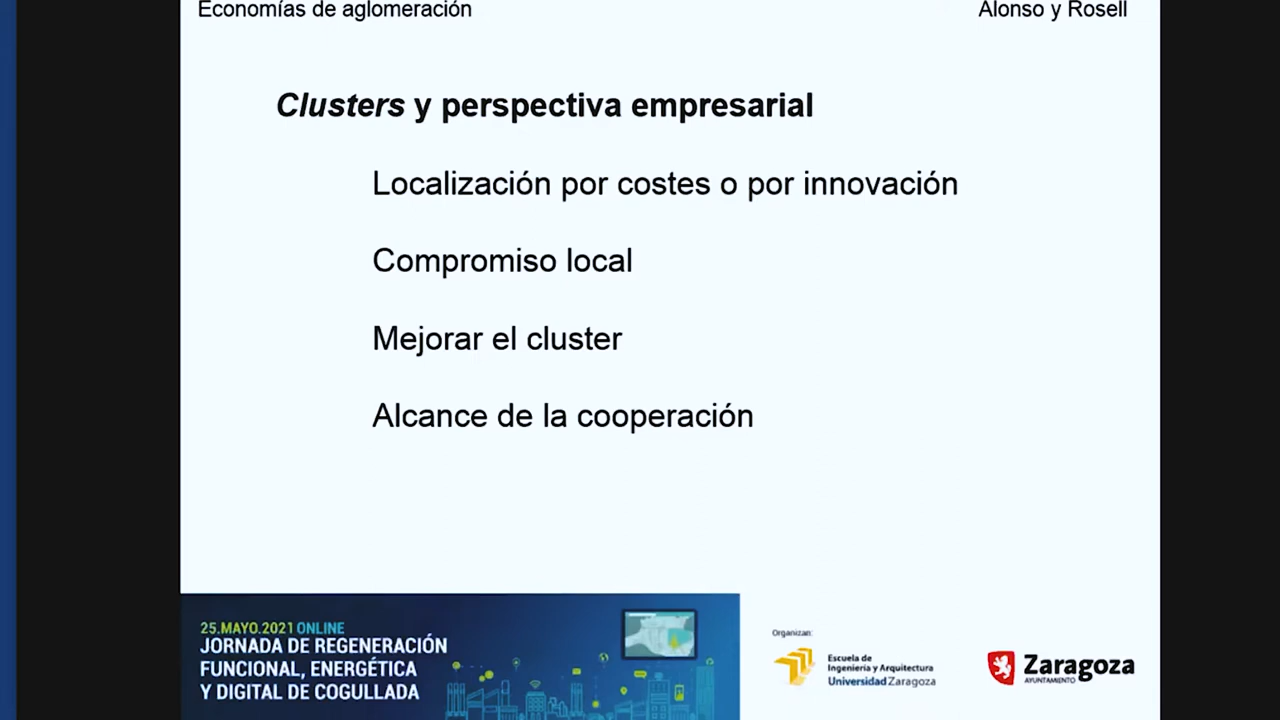 Economías de aglomeración
Alonso y Rosell
Clusters y perspectiva empresarial
Localización por costes o por innovación
Compromiso local
Mejorar el cluster
Alcance de la cooperación
25.MAYO.2021 ONLINE
JORNADA DE REGENERACIÓN
FUNCIONAL, ENERGÉTICA
Y DIGITAL DE COGULLADA
Organizan:
Escuela de
Ingeniería y Arquitectura
Universidad Zaragoza
Zaragoza
AYUNTAMIENTO